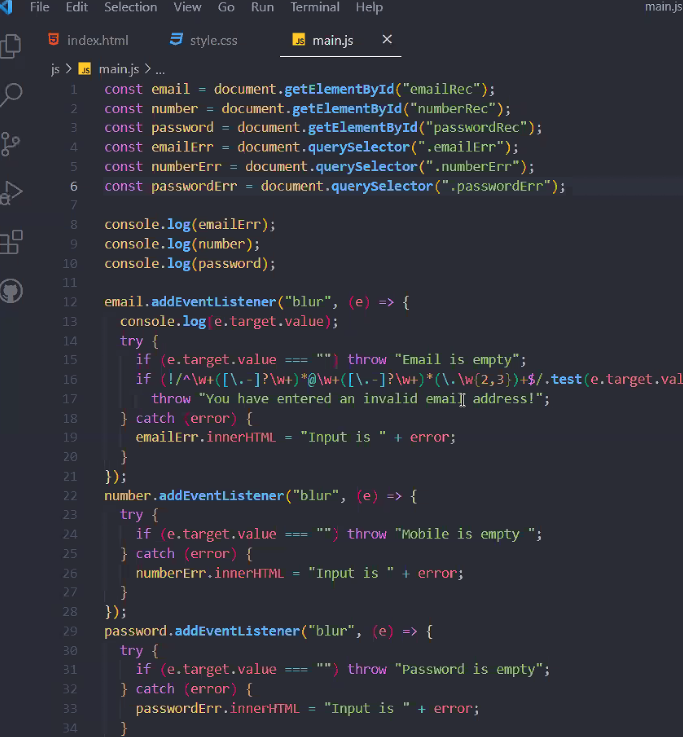 File Edit Selection View Go Run Terminal Help main.js
index.html style.css JS main.js ×
js > JS main.js > ...
1 const email = document.getElementById("emailRec");
2 const number = document.getElementById("numberRec");
3 const password = document.getElementById("passwordRec");
4 const emailErr = document.querySelector(".emailErr");
5 const numberErr = document.querySelector(".numberErr");
6 const passwordErr = document.querySelector(".passwordErr");
7
8 console.log(emailErr);
9 console.log(number);
10 console.log(password);
11
12 email.addEventListener("blur", (e) => {
13 console.log(e.target.value);
14 try {
15 if (e.target.value === "") throw "Email is empty";
16 if (!/^\w+([\.-]?\w+)*@\w+([\.-]?\w+)*(\.\w{2,3})+$/.test(e.target.val
17 throw "You have entered an invalid email address!";
18 } catch (error) {
19 emailErr.innerHTML = "Input is " + error;
20 }
21 });
22 number.addEventListener("blur", (e) => {
23 try {
24 if (e.target.value === "") throw "Mobile is empty ";
25 } catch (error) {
26 numberErr.innerHTML = "Input is " + error;
27 }
28 });
29 password.addEventListener("blur", (e) => {
30 try {
31 if (e.target.value === "") throw "Password is empty";
32 } catch (error) {
33 passwordErr.innerHTML = "Input is " + error;
34 }